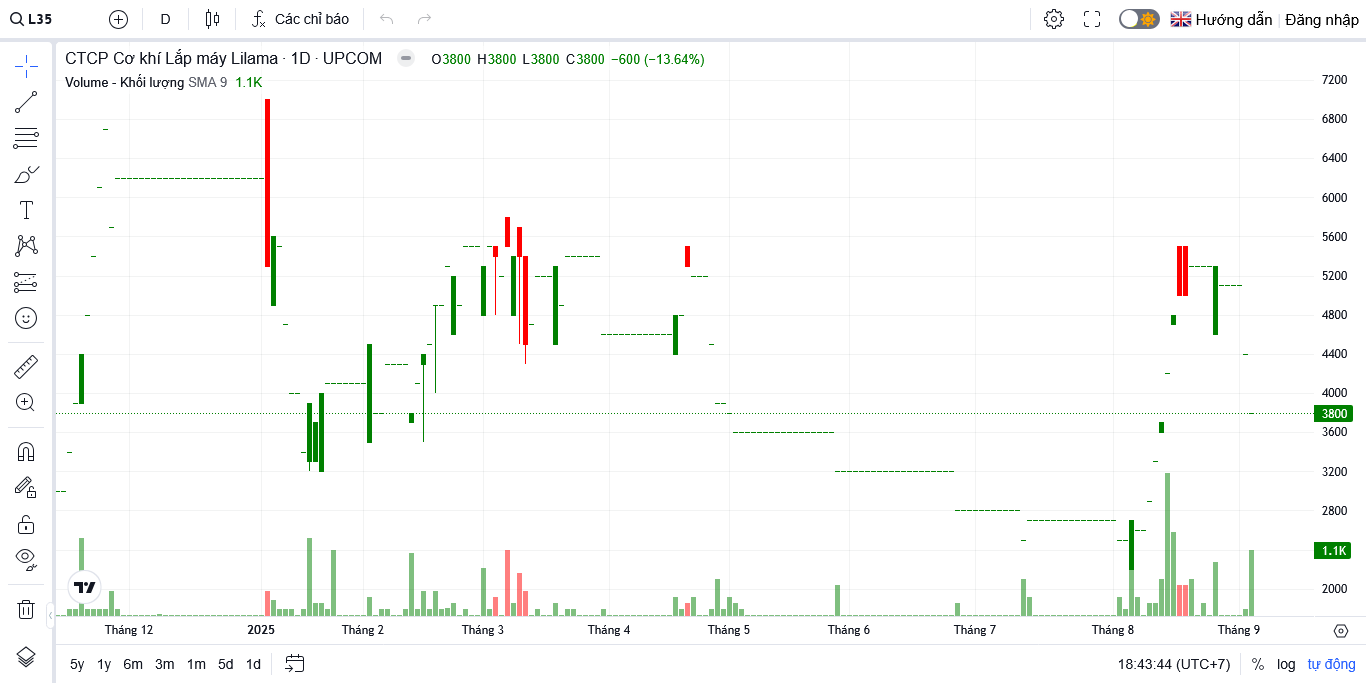 L35 D Các chỉ báo Hướng dẫn Đăng nhập
CTCP Cơ khí Lắp máy Lilama · 1D · UPCOM O3800 H3800 L3800 C3800 −600 (−13.64%)
Volume - Khối lượng SMA 9 1.1K
7200
6800
6400
6000
5600
5200
4800
4400
4000
3800
3600
3200
2800
1.1K
2000
Tháng 12 2025 Tháng 2 Tháng 3 Tháng 4 Tháng 5 Tháng 6 Tháng 7 Tháng 8 Tháng 9
5y 1y 6m 3m 1m 5d 1d 18:43:44 (UTC+7) % log tự động